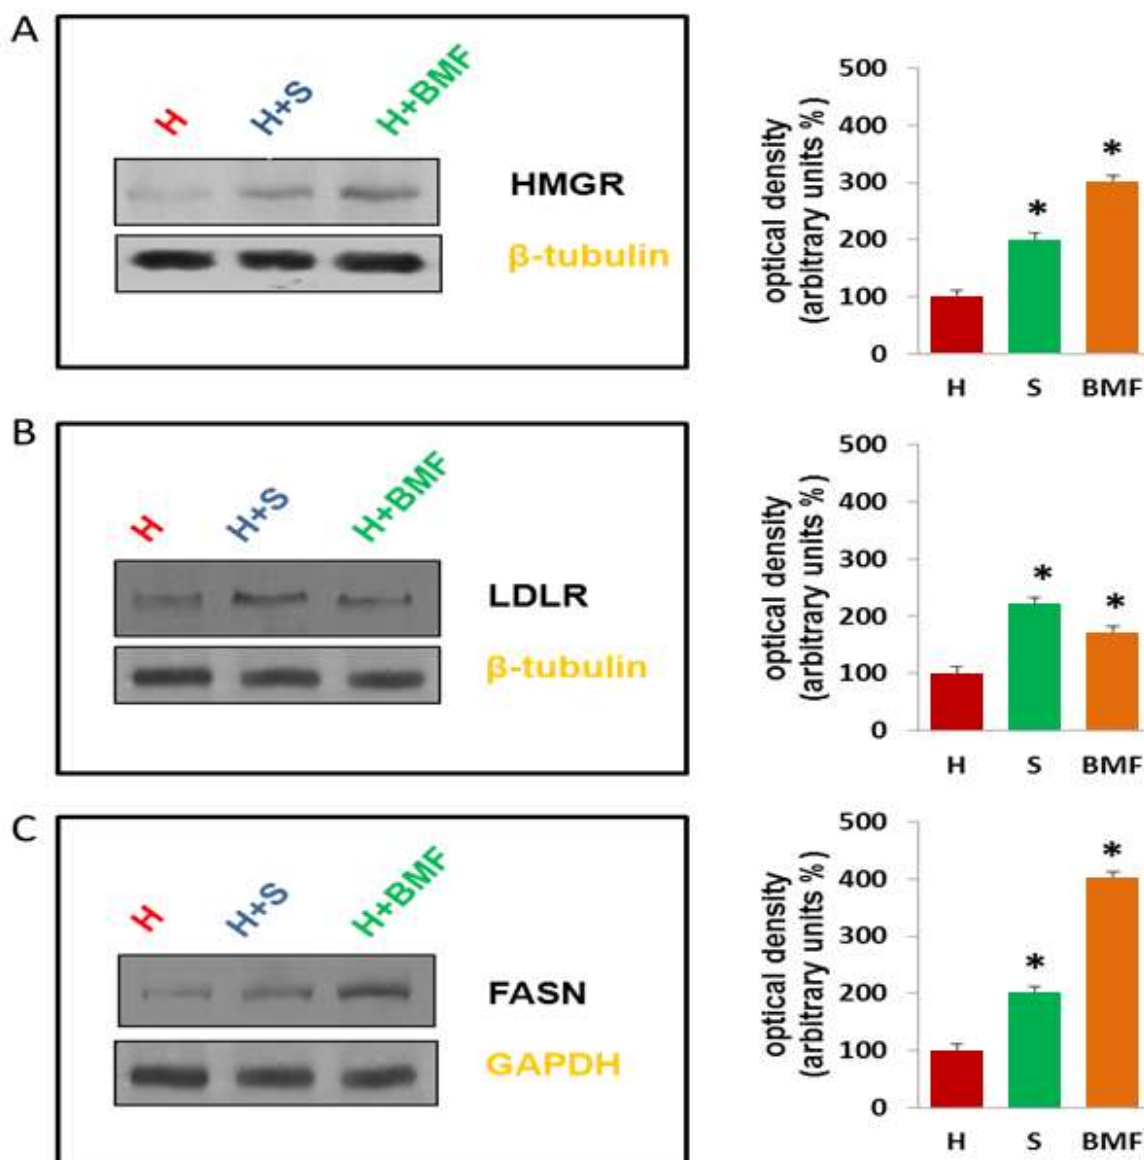 A
H
H+S
H+BMF
HMGR
β-tubulin
optical density
(arbitrary units %)
500
400
300
200
100
0
*
*
H S BMF
B
H
H+S
H+BMF
LDLR
β-tubulin
optical density
(arbitrary units %)
500
400
300
200
100
0
*
*
H S BMF
C
H
H+S
H+BMF
FASN
GAPDH
optical density
(arbitrary units %)
500
400
300
200
100
0
*
*
H S BMF